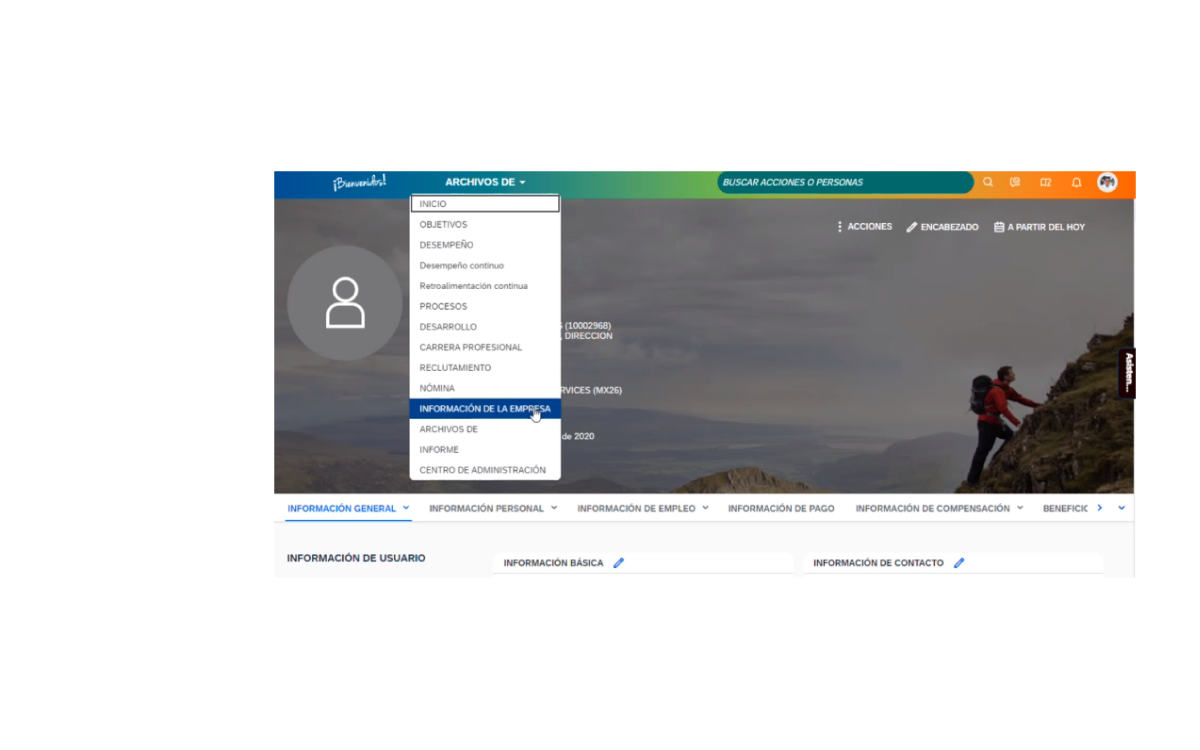 ¡Bienvenidos!
ARCHIVOS DE
BUSCAR ACCIONES O PERSONAS
INICIO
OBJETIVOS
DESEMPEÑO
Desempeño continuo
Retroalimentación continua
PROCESOS
DESARROLLO
CARRERA PROFESIONAL
RECLUTAMIENTO
NÓMINA
INFORMACIÓN DE LA EMPRESA
ARCHIVOS DE
INFORME
CENTRO DE ADMINISTRACIÓN
ACCIONES ENCABEZADO A PARTIR DEL HOY
(10002968)
DIRECCION
RVICES (MX26)
de 2020
Asisten...
INFORMACIÓN GENERAL INFORMACIÓN PERSONAL INFORMACIÓN DE EMPLEO INFORMACIÓN DE PAGO INFORMACIÓN DE COMPENSACIÓN BENEFICIC
INFORMACIÓN DE USUARIO
INFORMACIÓN BÁSICA
INFORMACIÓN DE CONTACTO